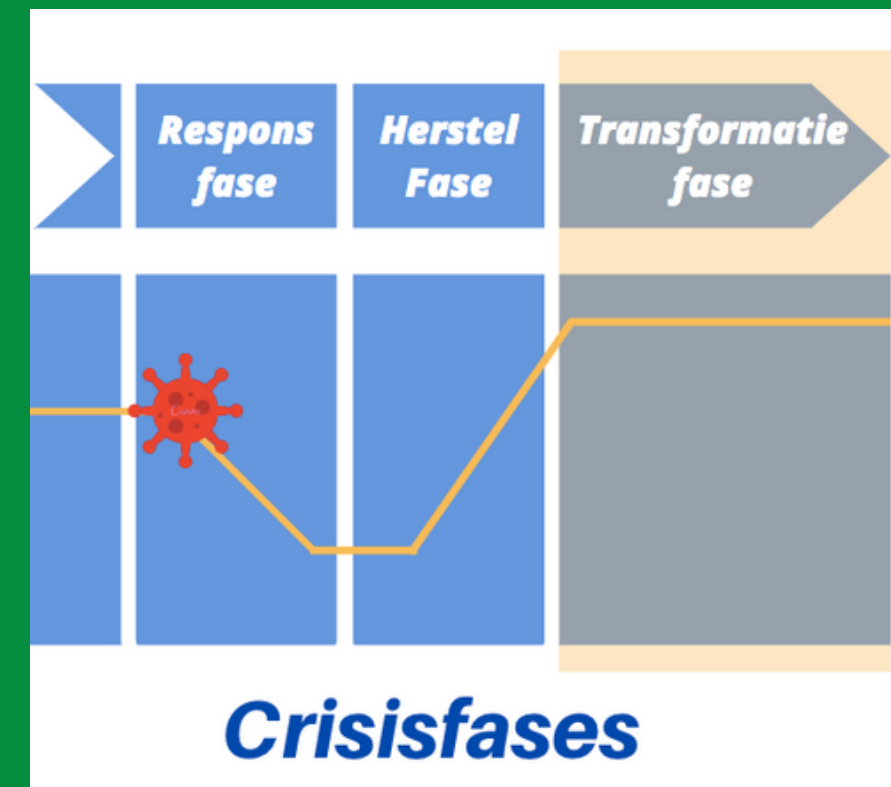 Respons
fase
Herstel
Fase
Transformatie
fase
Crisisfases